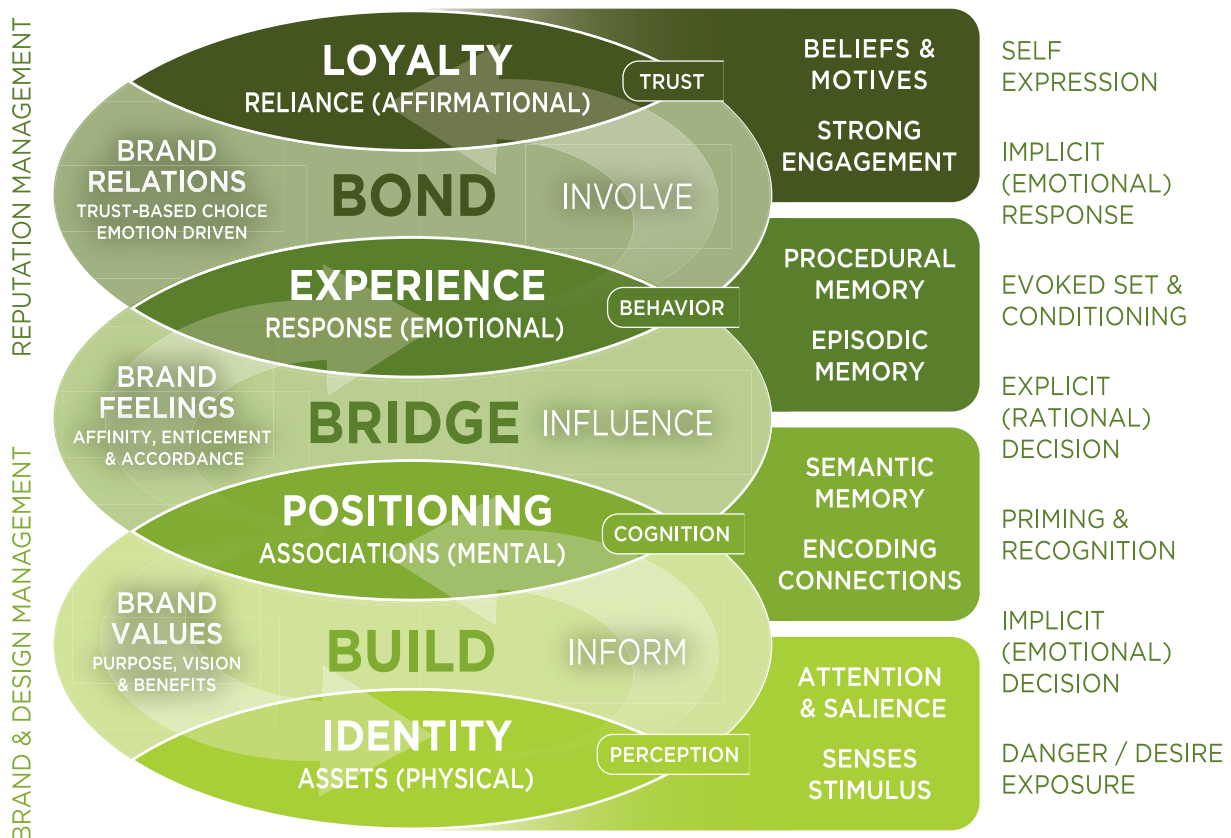 REPUTATION MANAGEMENT
BRAND & DESIGN MANAGEMENT
LOYALTY
RELIANCE (AFFIRMATIONAL)
TRUST
BRAND
RELATIONS
TRUST-BASED CHOICE
EMOTION DRIVEN
BOND
INVOLVE
EXPERIENCE
RESPONSE (EMOTIONAL)
BEHAVIOR
BRAND
FEELINGS
AFFINITY, ENTICEMENT
& ACCORDANCE
BRIDGE
INFLUENCE
POSITIONING
ASSOCIATIONS (MENTAL)
COGNITION
BRAND
VALUES
PURPOSE, VISION
& BENEFITS
BUILD
INFORM
IDENTITY
ASSETS (PHYSICAL)
PERCEPTION
BELIEFS &
MOTIVES
STRONG
ENGAGEMENT
PROCEDURAL
MEMORY
EPISODIC
MEMORY
SEMANTIC
MEMORY
ENCODING
CONNECTIONS
ATTENTION
& SALIENCE
SENSES
STIMULUS
SELF
EXPRESSION
IMPLICIT
(EMOTIONAL)
RESPONSE
EVOKED SET &
CONDITIONING
EXPLICIT
(RATIONAL)
DECISION
PRIMING &
RECOGNITION
IMPLICIT
(EMOTIONAL)
DECISION
DANGER / DESIRE
EXPOSURE